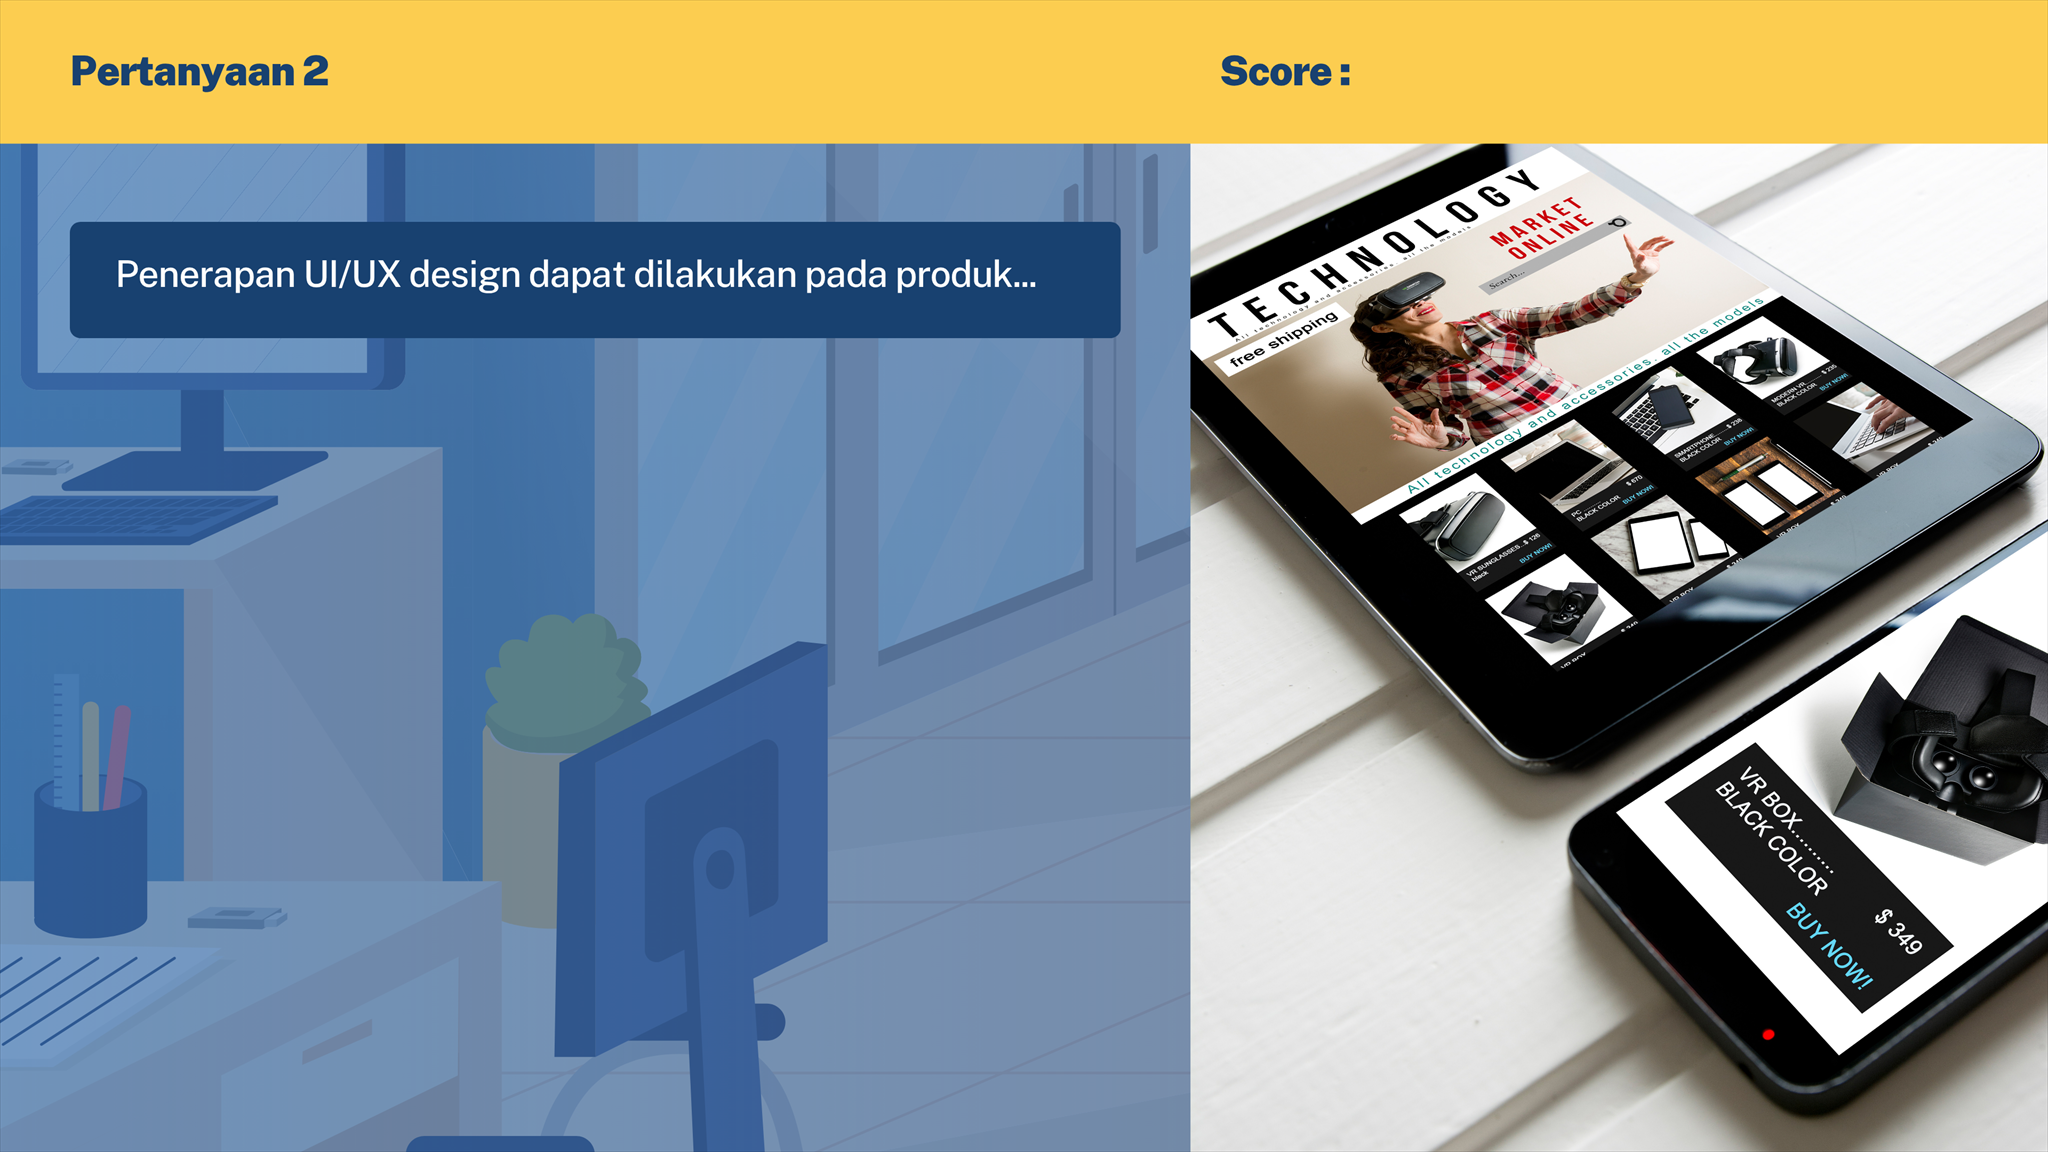 Pertanyaan 2
Score :
Penerapan UI/UX design dapat dilakukan pada produk...
TECHNOLOGY
All technology and accessories, all the models
MARKET
ONLINE
Search...
free shipping
All technology and accessories, all the models
MODERN VR
BLACK COLOR
$ 235
BUY NOW!
SMARTPHONE
BLACK COLOR
$ 236
BUY NOW!
PC
BLACK COLOR
$ 670
BUY NOW!
VR SUNGLASSES.. $ 126
black
BUY NOW!
VR BOX
$ 349
VR BOX
$ 349
VR BOX
$ 349
VR BOX
$ 349
VR BOX..........
BLACK COLOR
$ 349
BUY NOW!